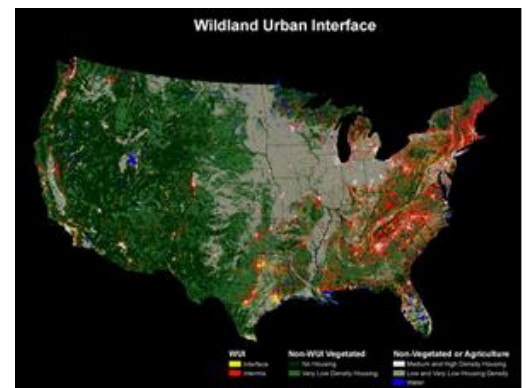 Wildland Urban Interface
WUI
Interface
Intermix
Non-WUI Vegetated
No Housing
Very Low Density Housing
Non-Vegetated or Agriculture
Medium and High Density Housing
Low and Very Low Housing Density
Water